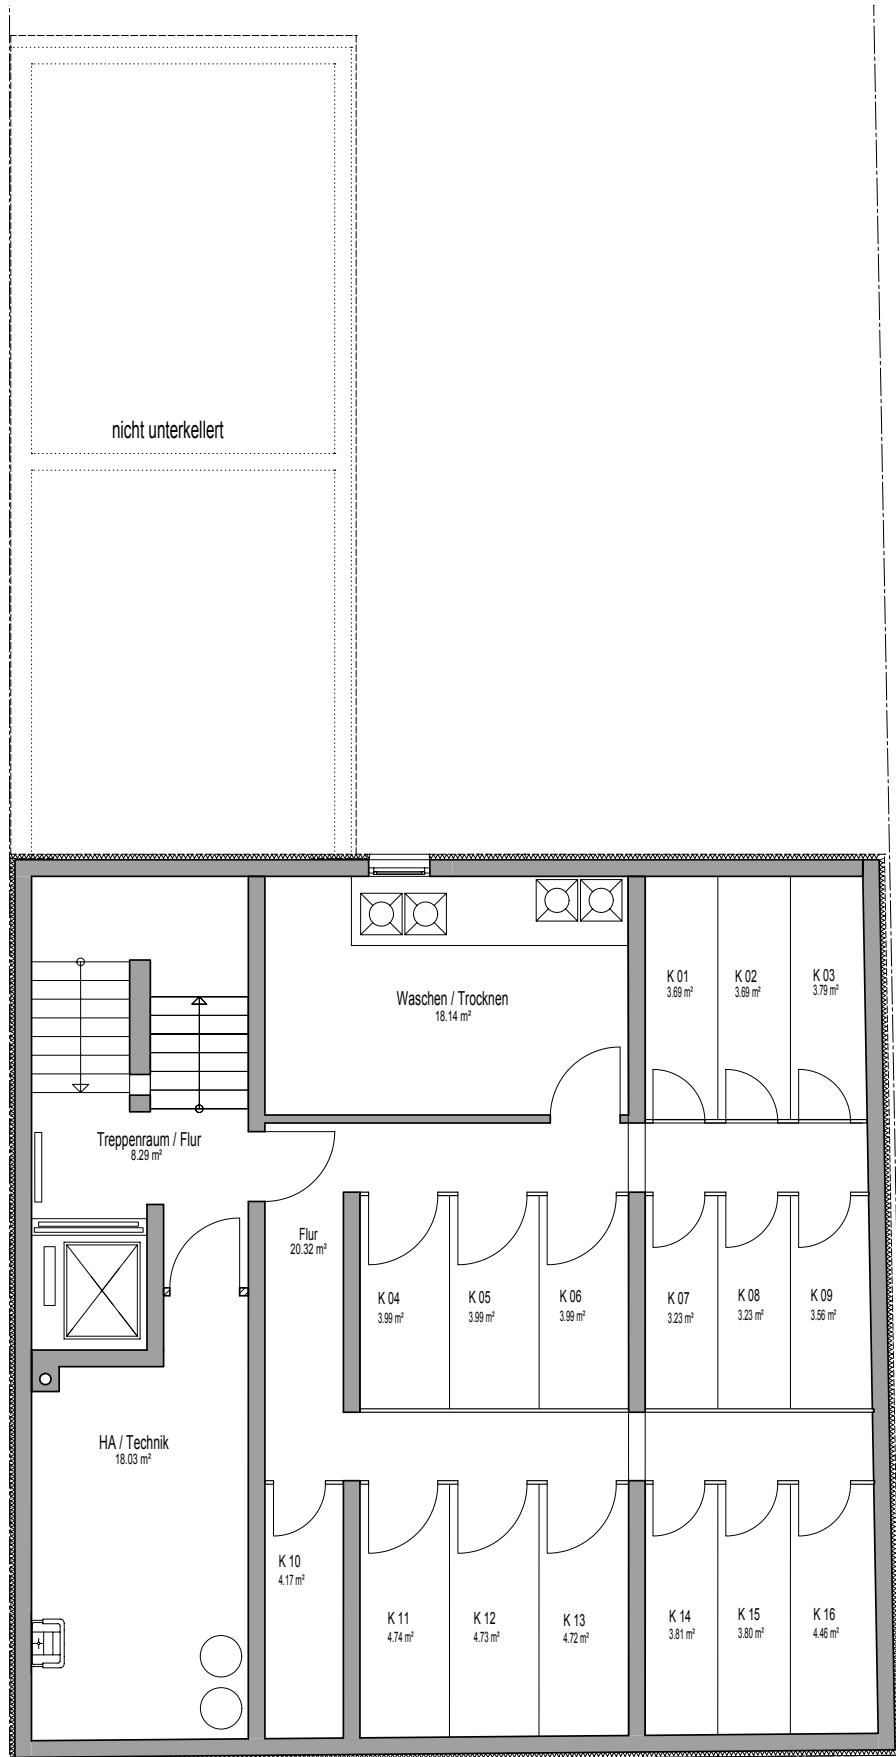 nicht unterkellert
K 01
3.69 m²
K 02
3.69 m²
K 03
3.79 m²
Waschen / Trocknen
18.14 m²
Treppenraum / Flur
8.29 m²
Flur
20.32 m²
K 04
3.99 m²
K 05
3.99 m²
K 06
3.99 m²
K 07
3.23 m²
K 08
3.23 m²
K 09
3.56 m²
HA / Technik
18.03 m²
K 10
4.17 m²
K 11
4.74 m²
K 12
4.73 m²
K 13
4.72 m²
K 14
3.81 m²
K 15
3.80 m²
K 16
4.46 m²